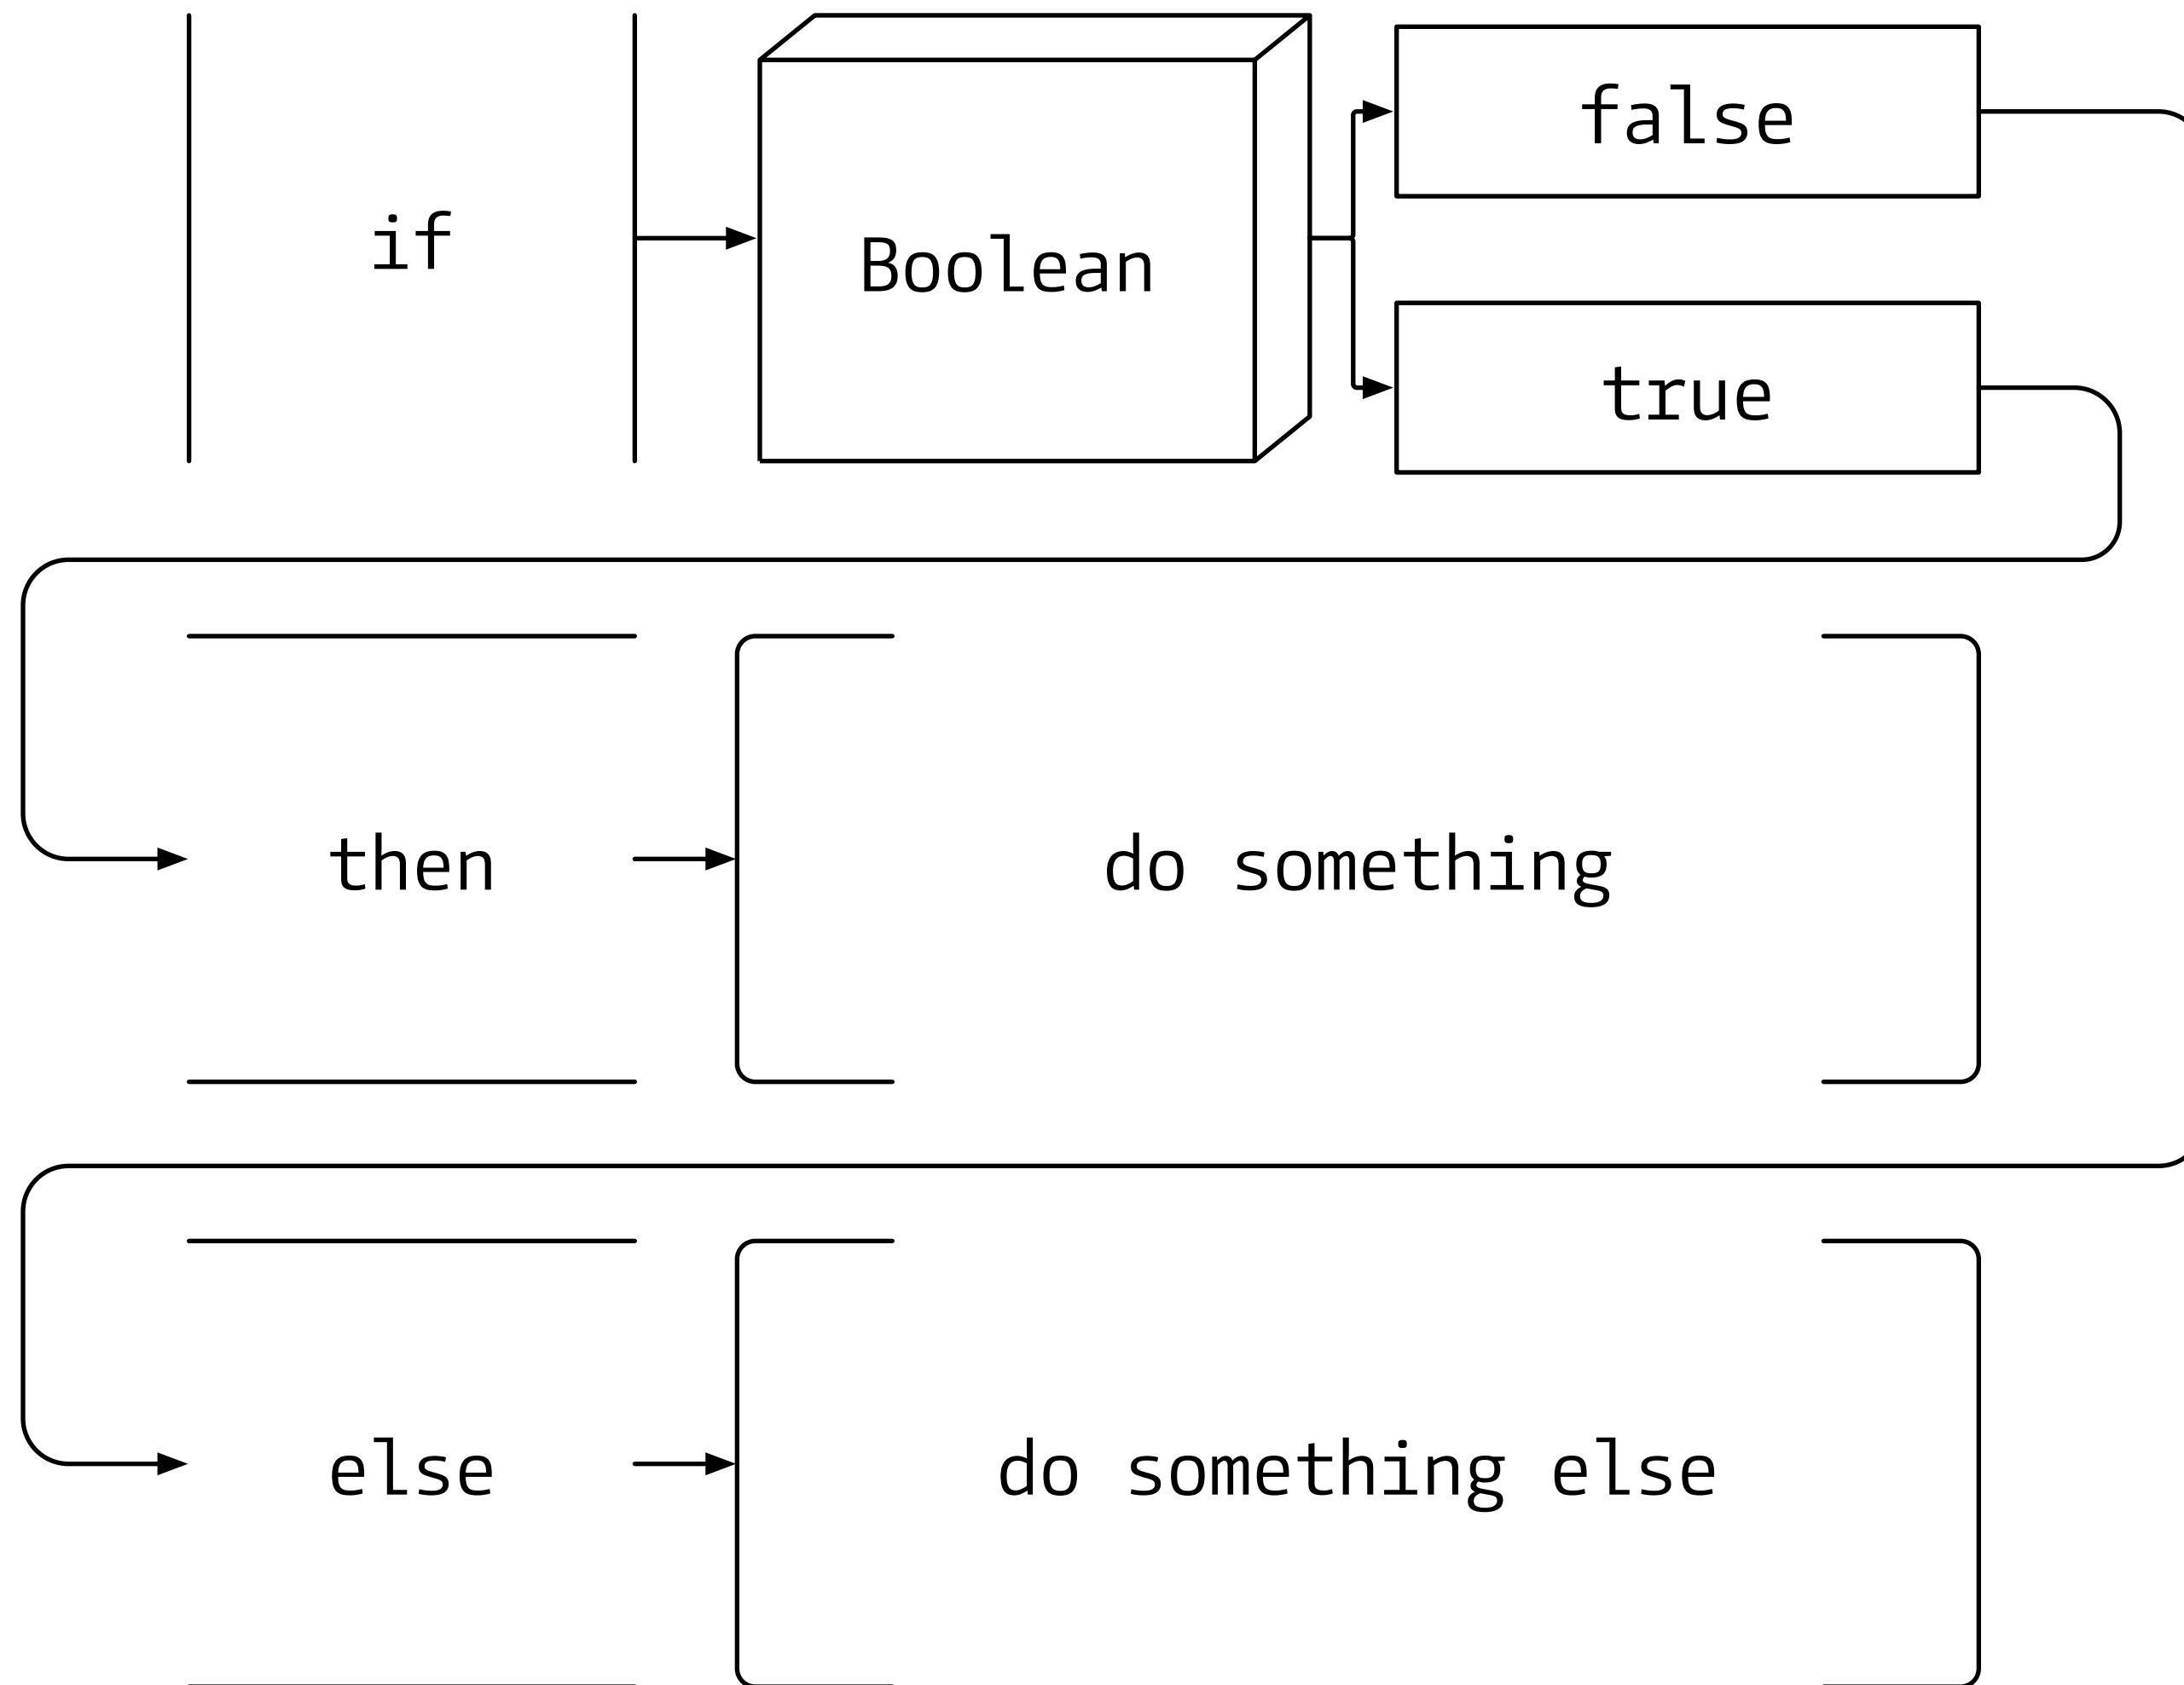 false
if
Boolean
true
then
do something
else
do something else